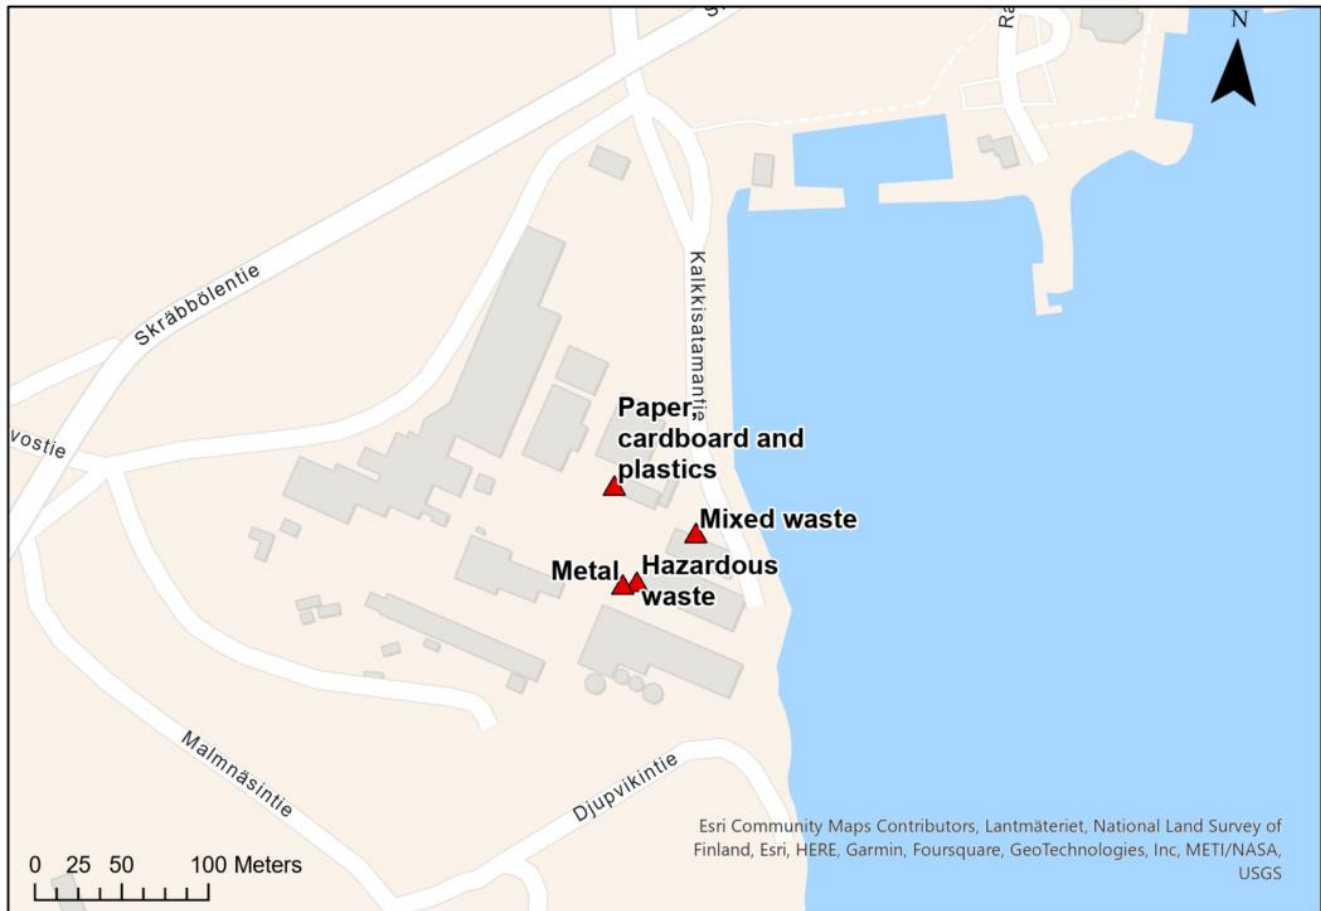 N
Skräbbölentie
Kalkkisatamantie
vostie
Paper,
cardboard and
plastics
Mixed waste
Metal
Hazardous
waste
Malmnäsintie
Djupvikintie
Esri Community Maps Contributors, Lantmäteriet, National Land Survey of
Finland, Esri, HERE, Garmin, Foursquare, GeoTechnologies, Inc, METI/NASA,
USGS
0 25 50 100 Meters